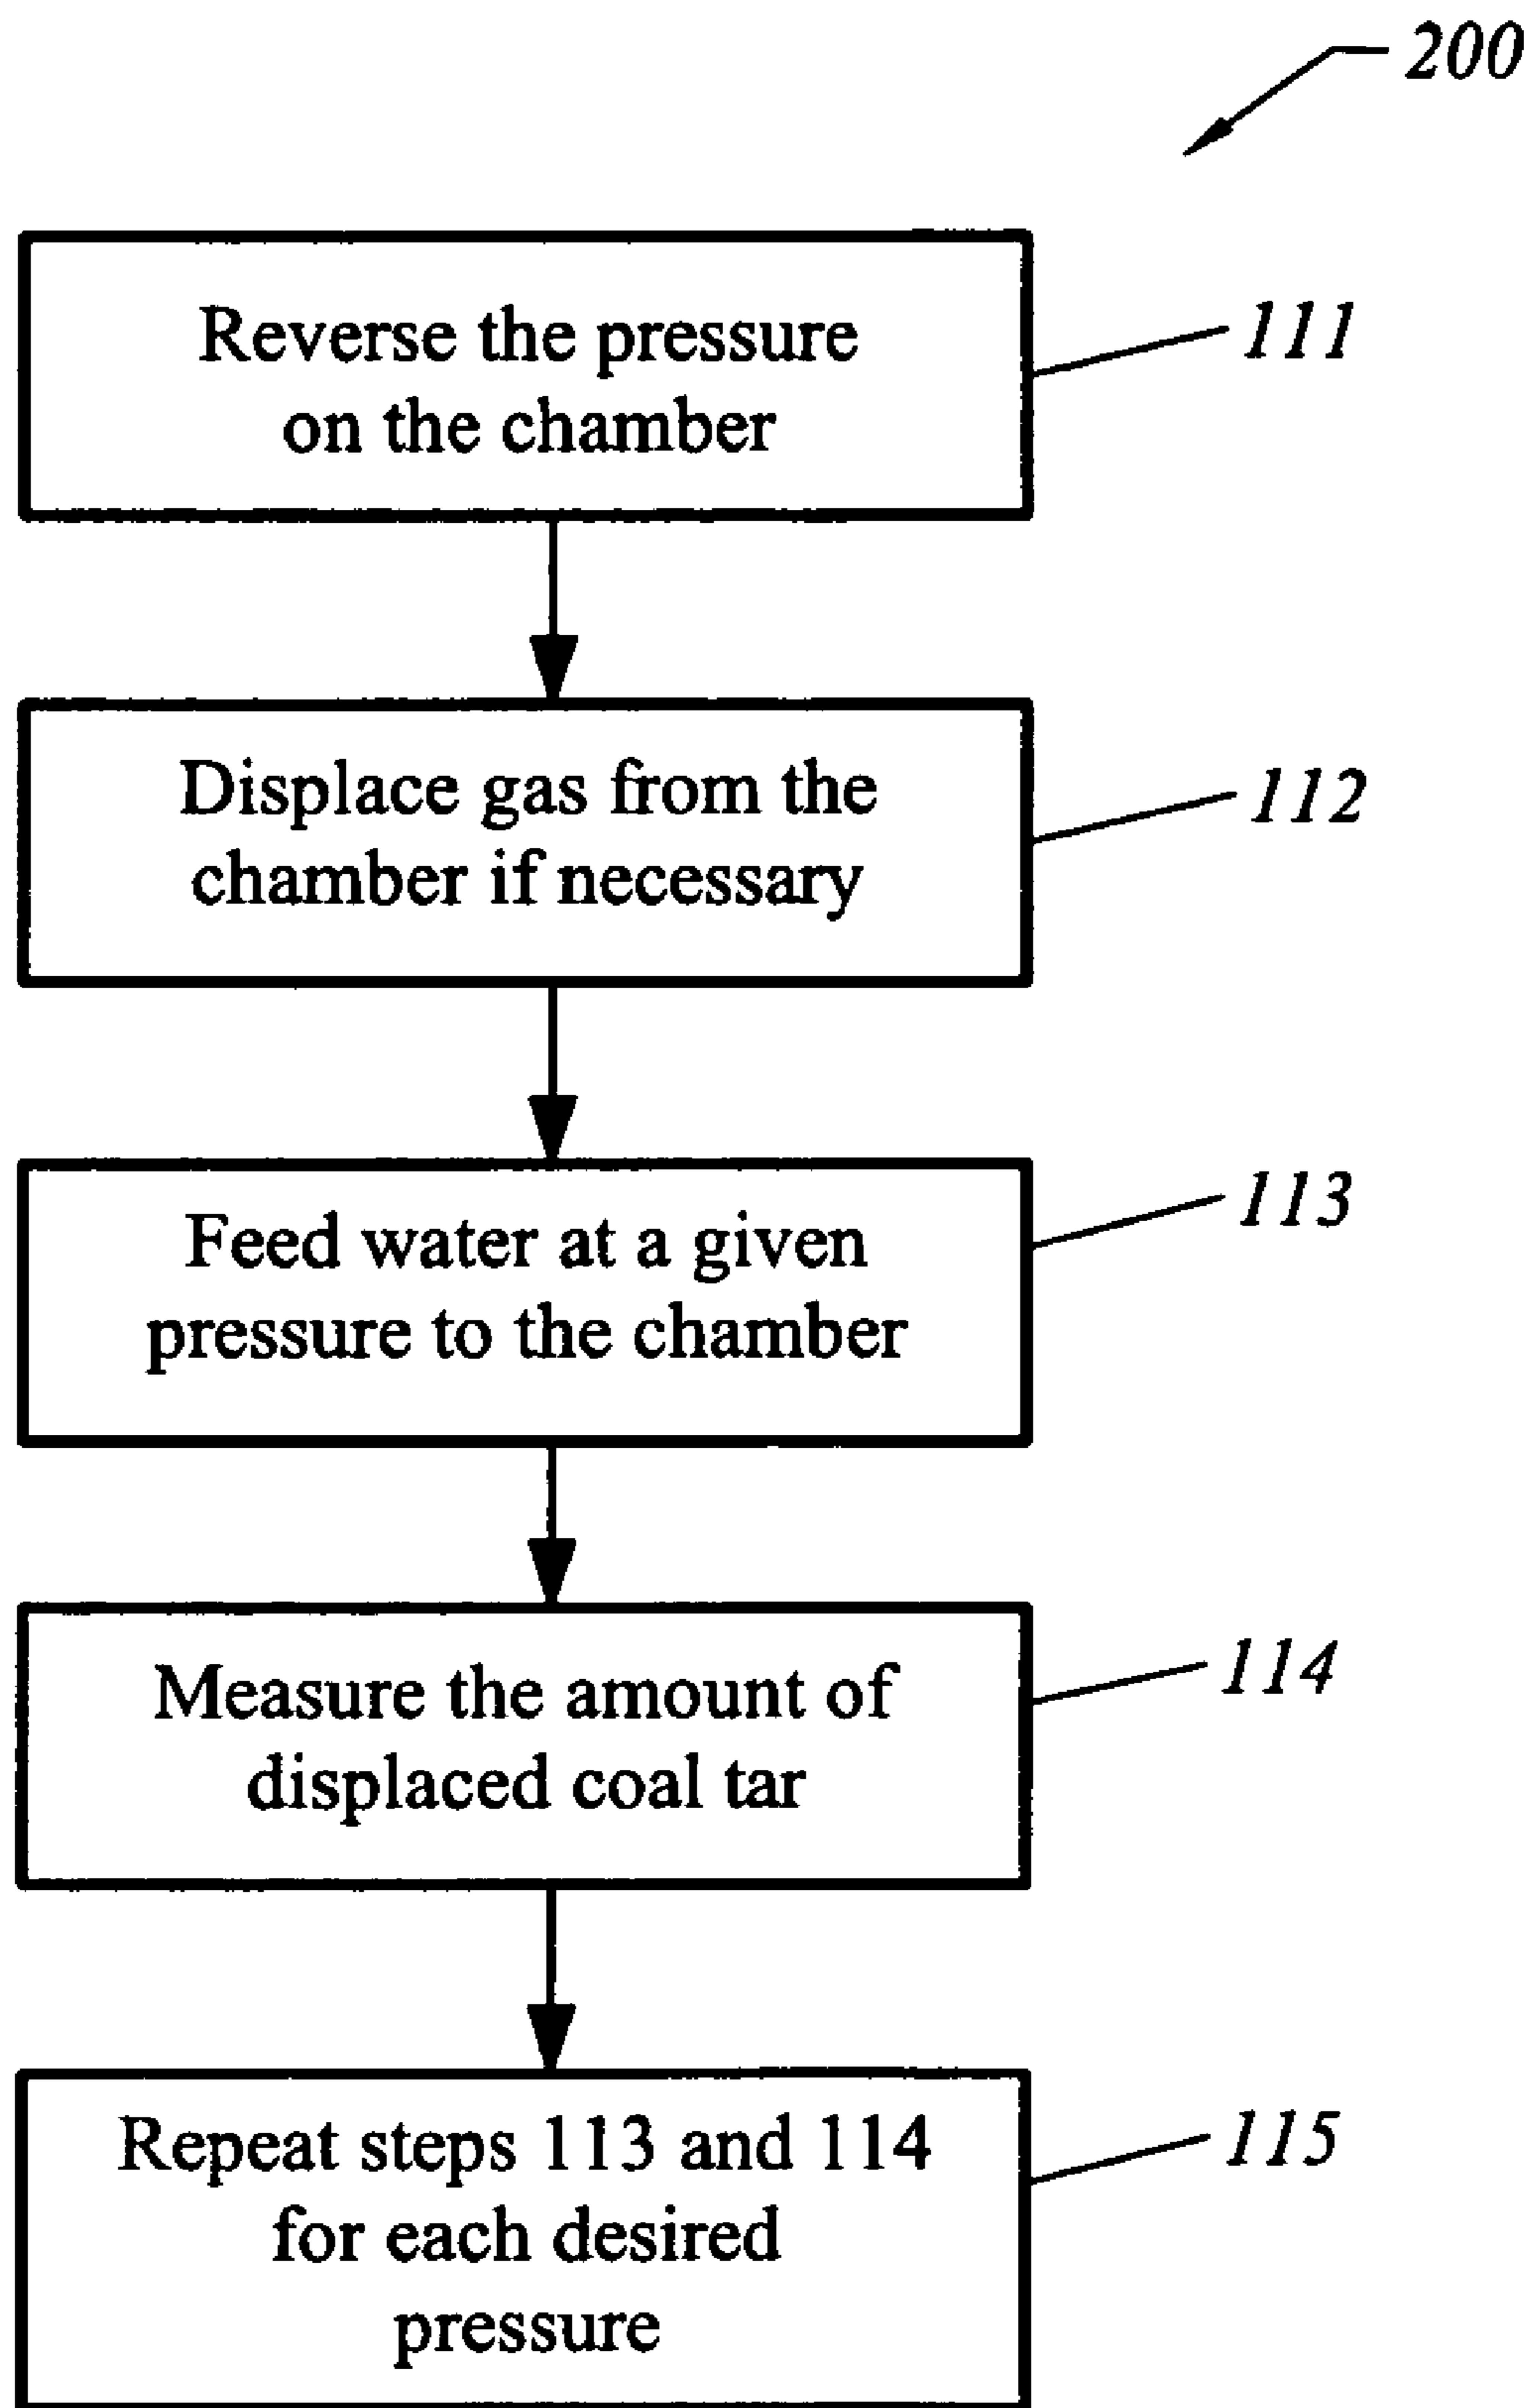 200
Reverse the pressure
on the chamber
111
Displace gas from the
chamber if necessary
112
Feed water at a given
pressure to the chamber
113
Measure the amount of
displaced coal tar
114
Repeat steps 113 and 114
for each desired
pressure
115